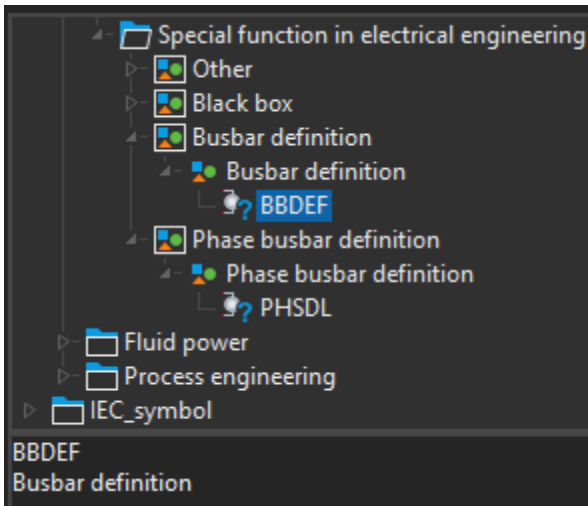 Special function in electrical engineering
Other
Black box
Busbar definition
Busbar definition
BBDEF
Phase busbar definition
Phase busbar definition
PHSDL
Fluid power
Process engineering
IEC_symbol
BBDEF
Busbar definition